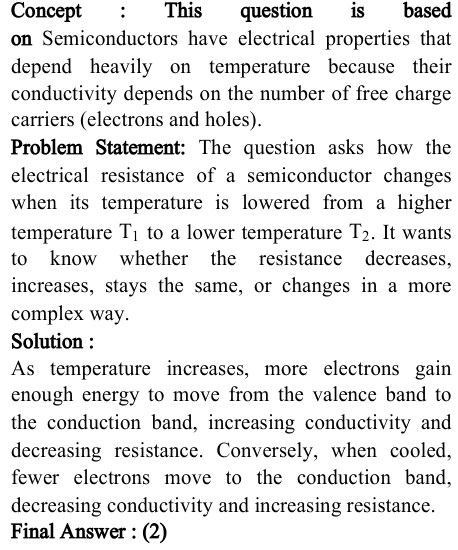 Concept : This question is based
on Semiconductors have electrical properties that
depend heavily on temperature because their
conductivity depends on the number of free charge
carriers (electrons and holes).
Problem Statement: The question asks how the
electrical resistance of a semiconductor changes
when its temperature is lowered from a higher
temperature T₁ to a lower temperature T₂. It wants
to know whether the resistance decreases,
increases, stays the same, or changes in a more
complex way.
Solution :
As temperature increases, more electrons gain
enough energy to move from the valence band to
the conduction band, increasing conductivity and
decreasing resistance. Conversely, when cooled,
fewer electrons move to the conduction band,
decreasing conductivity and increasing resistance.
Final Answer : (2)